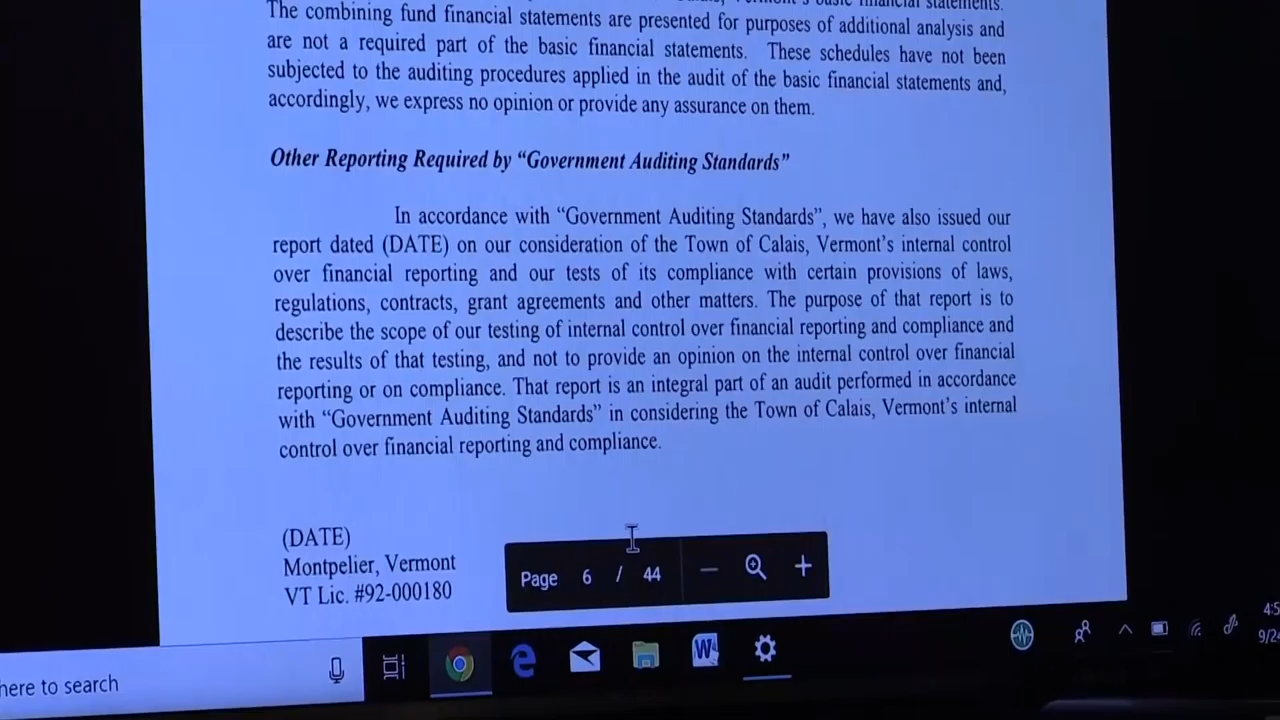 Vermont's basic financial statements.
The combining fund financial statements are presented for purposes of additional analysis and
are not a required part of the basic financial statements. These schedules have not been
subjected to the auditing procedures applied in the audit of the basic financial statements and,
accordingly, we express no opinion or provide any assurance on them.
Other Reporting Required by “Government Auditing Standards”
In accordance with “Government Auditing Standards”, we have also issued our
report dated (DATE) on our consideration of the Town of Calais, Vermont’s internal control
over financial reporting and our tests of its compliance with certain provisions of laws,
regulations, contracts, grant agreements and other matters. The purpose of that report is to
describe the scope of our testing of internal control over financial reporting and compliance and
the results of that testing, and not to provide an opinion on the internal control over financial
reporting or on compliance. That report is an integral part of an audit performed in accordance
with “Government Auditing Standards” in considering the Town of Calais, Vermont’s internal
control over financial reporting and compliance.
(DATE)
Montpelier, Vermont
VT Lic. #92-000180
Page 6 / 44
here to search
W
4:5
9/24